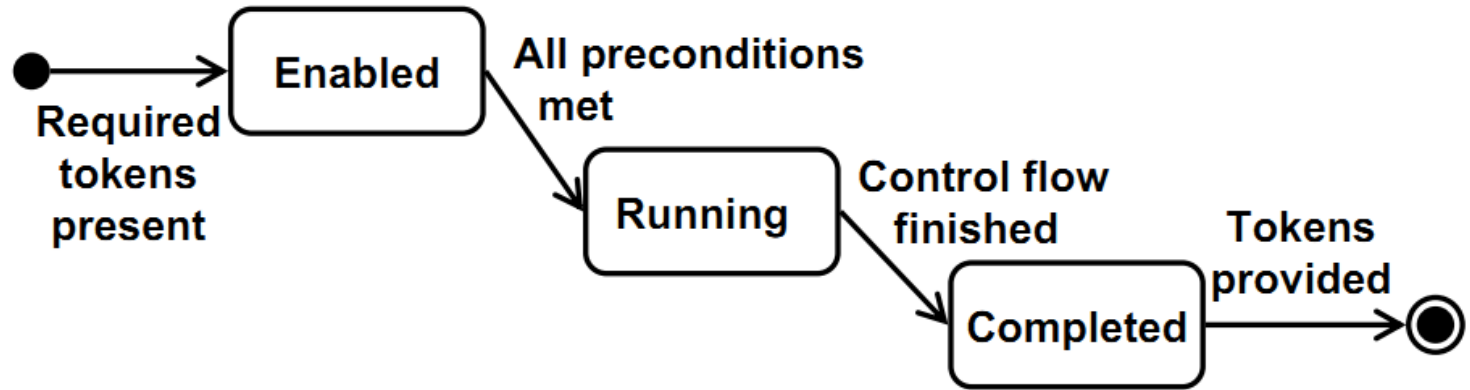 Enabled
Required
tokens
present
All preconditions
met
Running
Control flow
finished
Completed
Tokens
provided